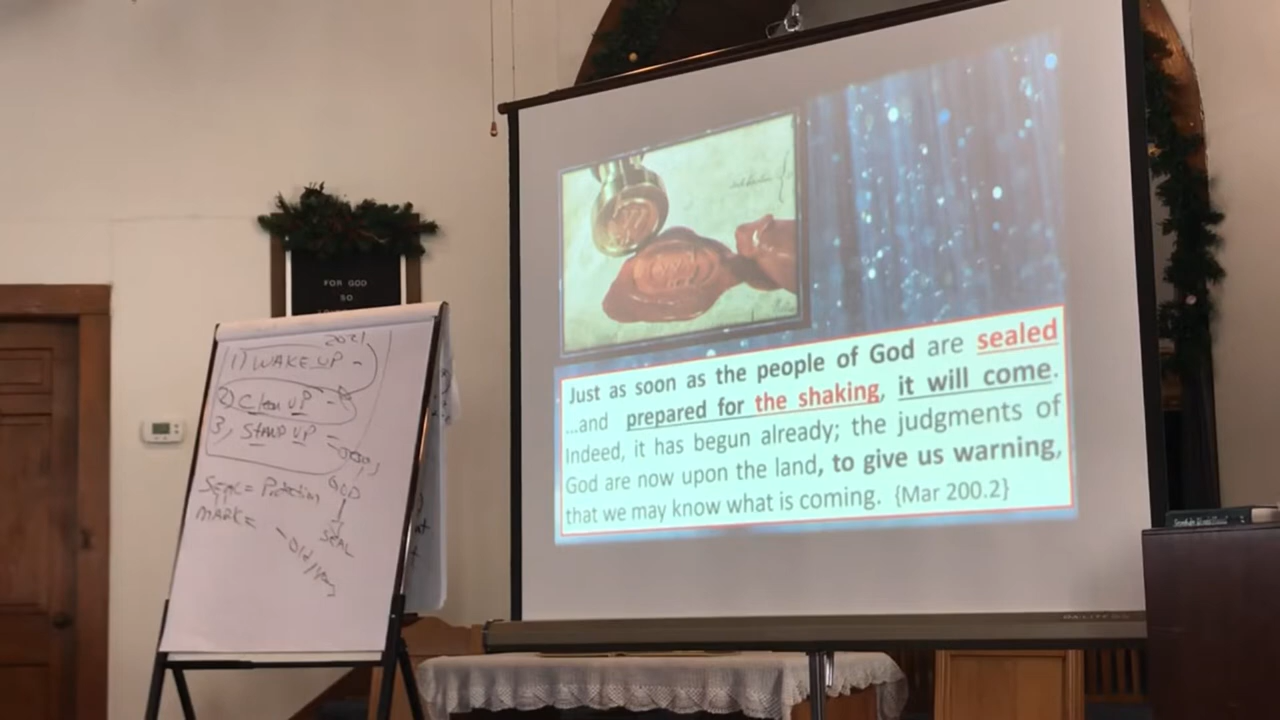 FOR GOD
SO
2021
1) WAKE UP -
2) Clean UP -
3, STAND UP -
GOD
SEAL = Protection
MARK =
SEAL
Just as soon as the people of God are sealed
...and prepared for the shaking, it will come.
Indeed, it has begun already; the judgments of
God are now upon the land, to give us warning,
that we may know what is coming. {Mar 200.2}